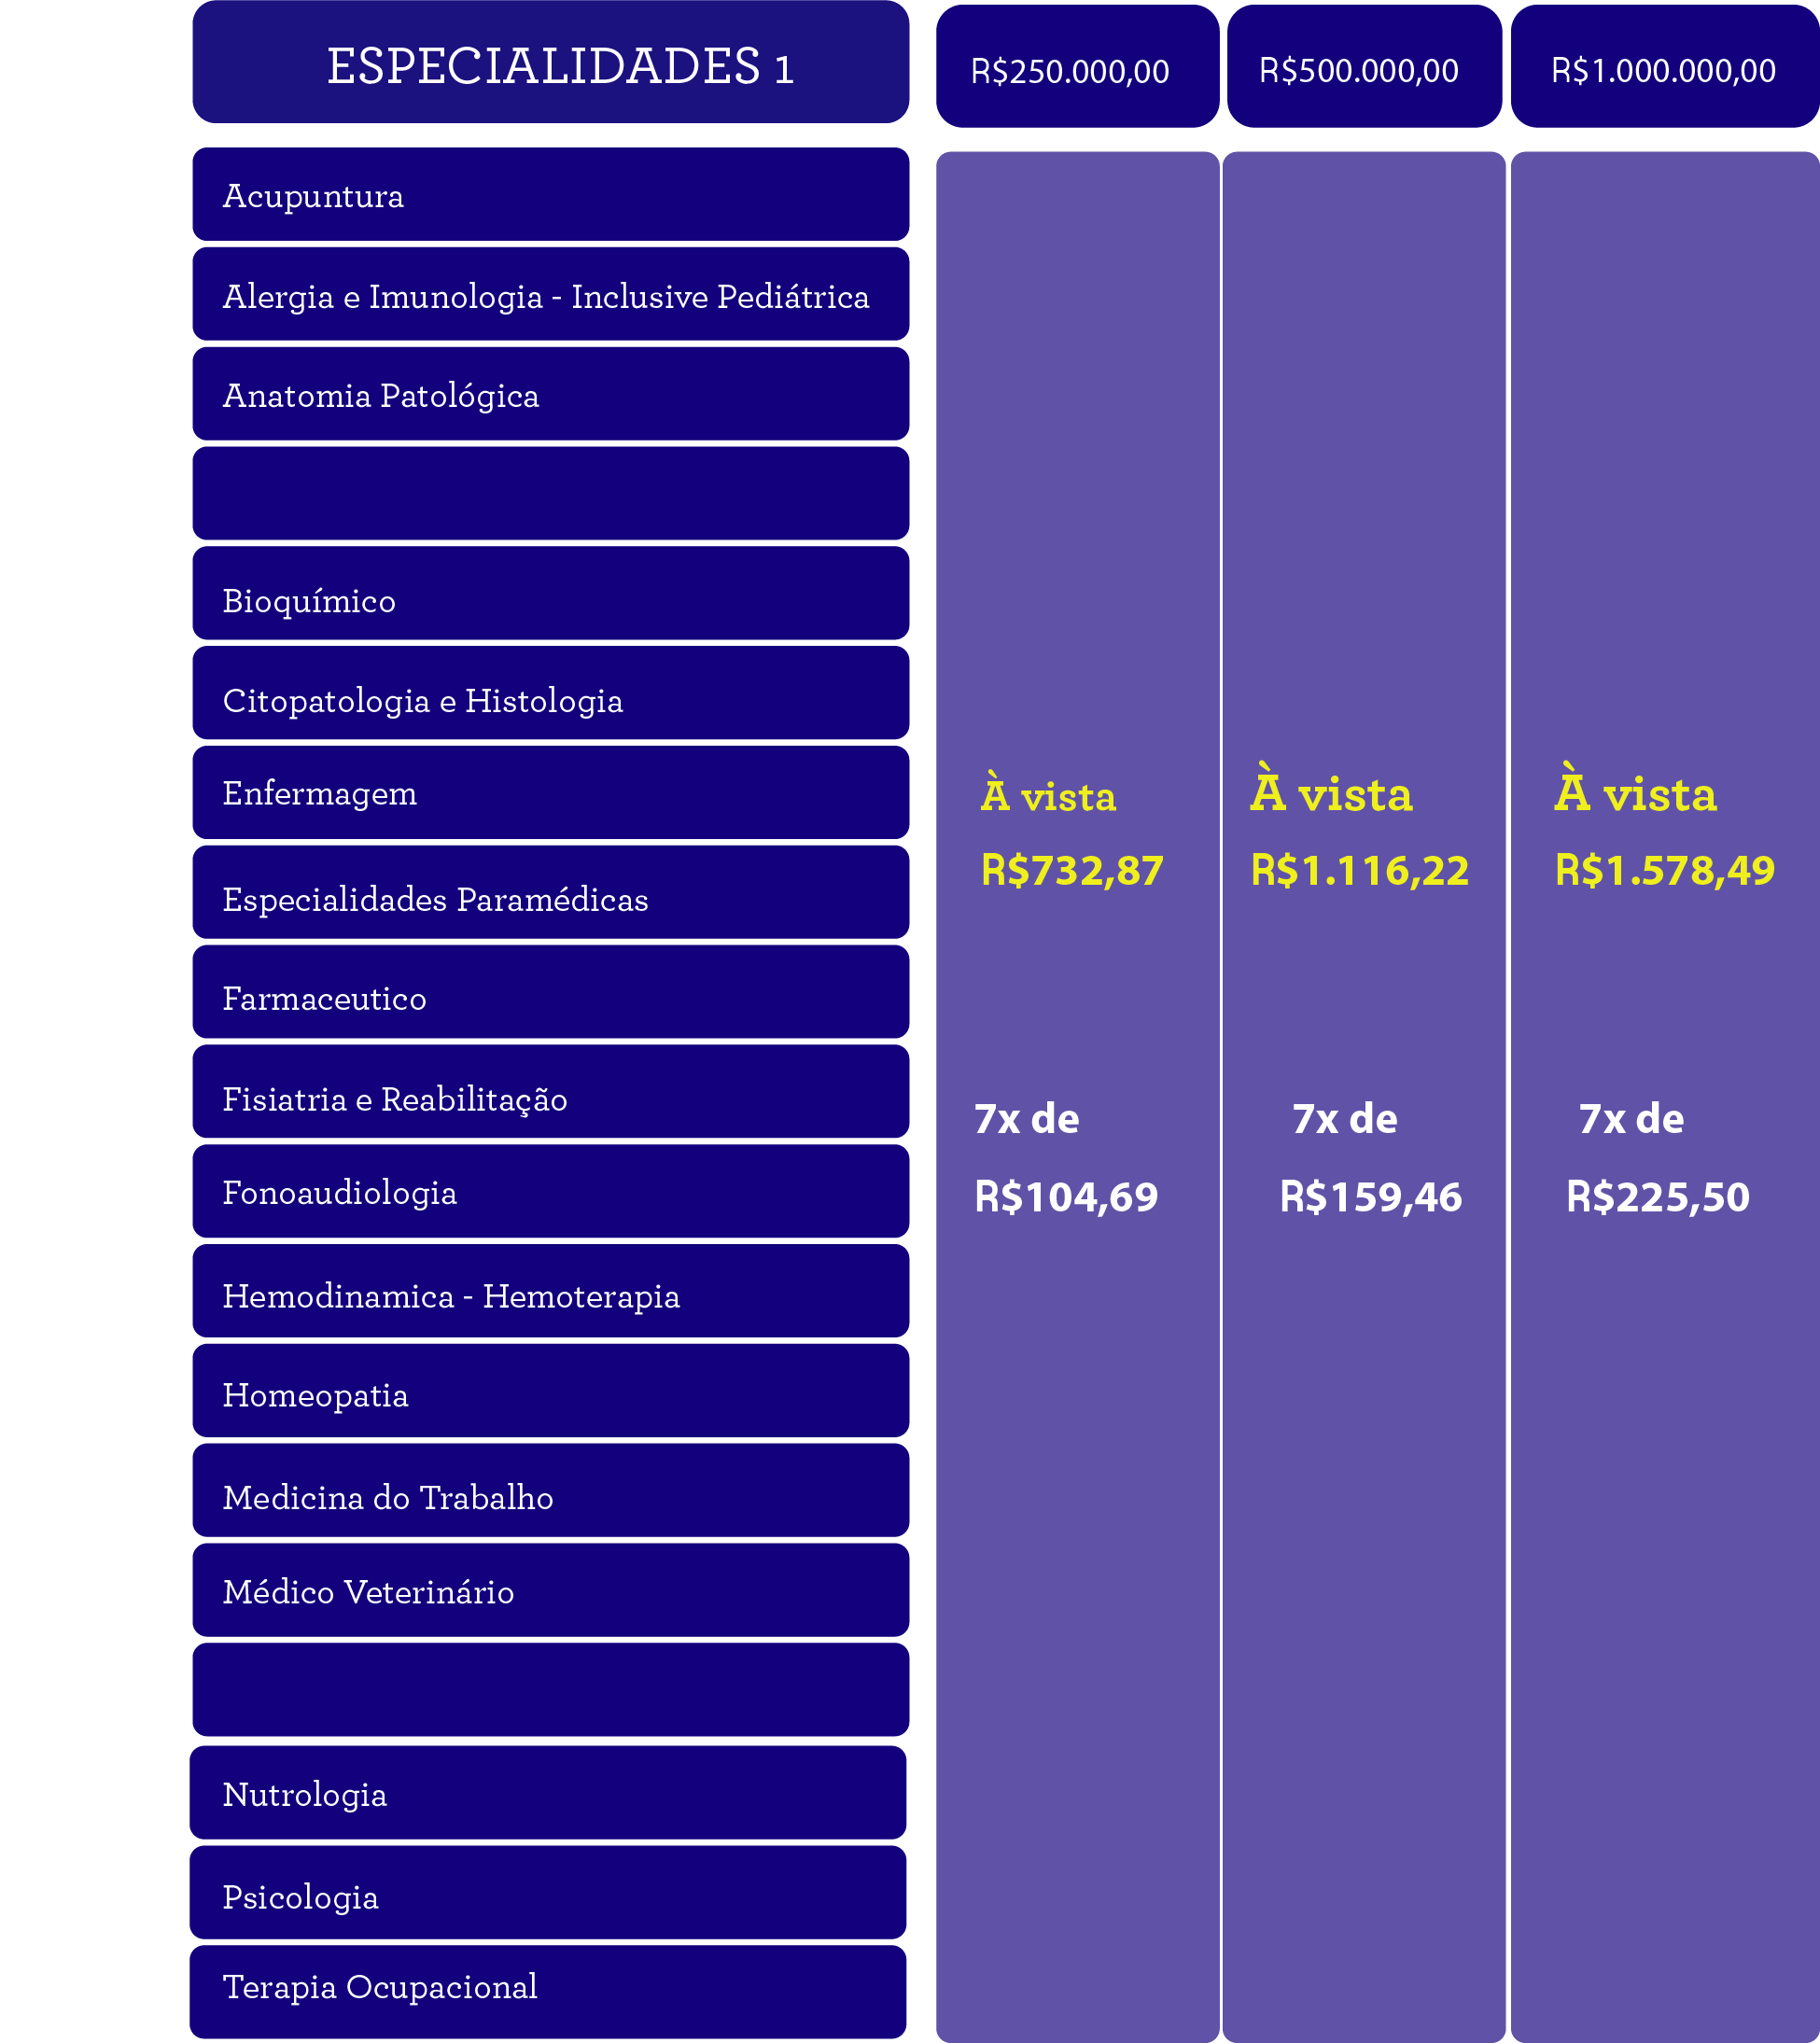 ESPECIALIDADES 1
R$250.000,00
R$500.000,00
R$1.000.000,00
Acupuntura
Alergia e Imunologia - Inclusive Pediátrica
Anatomia Patológica
Bioquímico
Citopatologia e Histologia
Enfermagem
Especialidades Paramédicas
Farmaceutico
Fisiatria e Reabilitação
Fonoaudiologia
Hemodinamica - Hemoterapia
Homeopatia
Medicina do Trabalho
Médico Veterinário
Nutrologia
Psicologia
Terapia Ocupacional
À vista
R$732,87
7x de
R$104,69
À vista
R$1.116,22
7x de
R$159,46
À vista
R$1.578,49
7x de
R$225,50